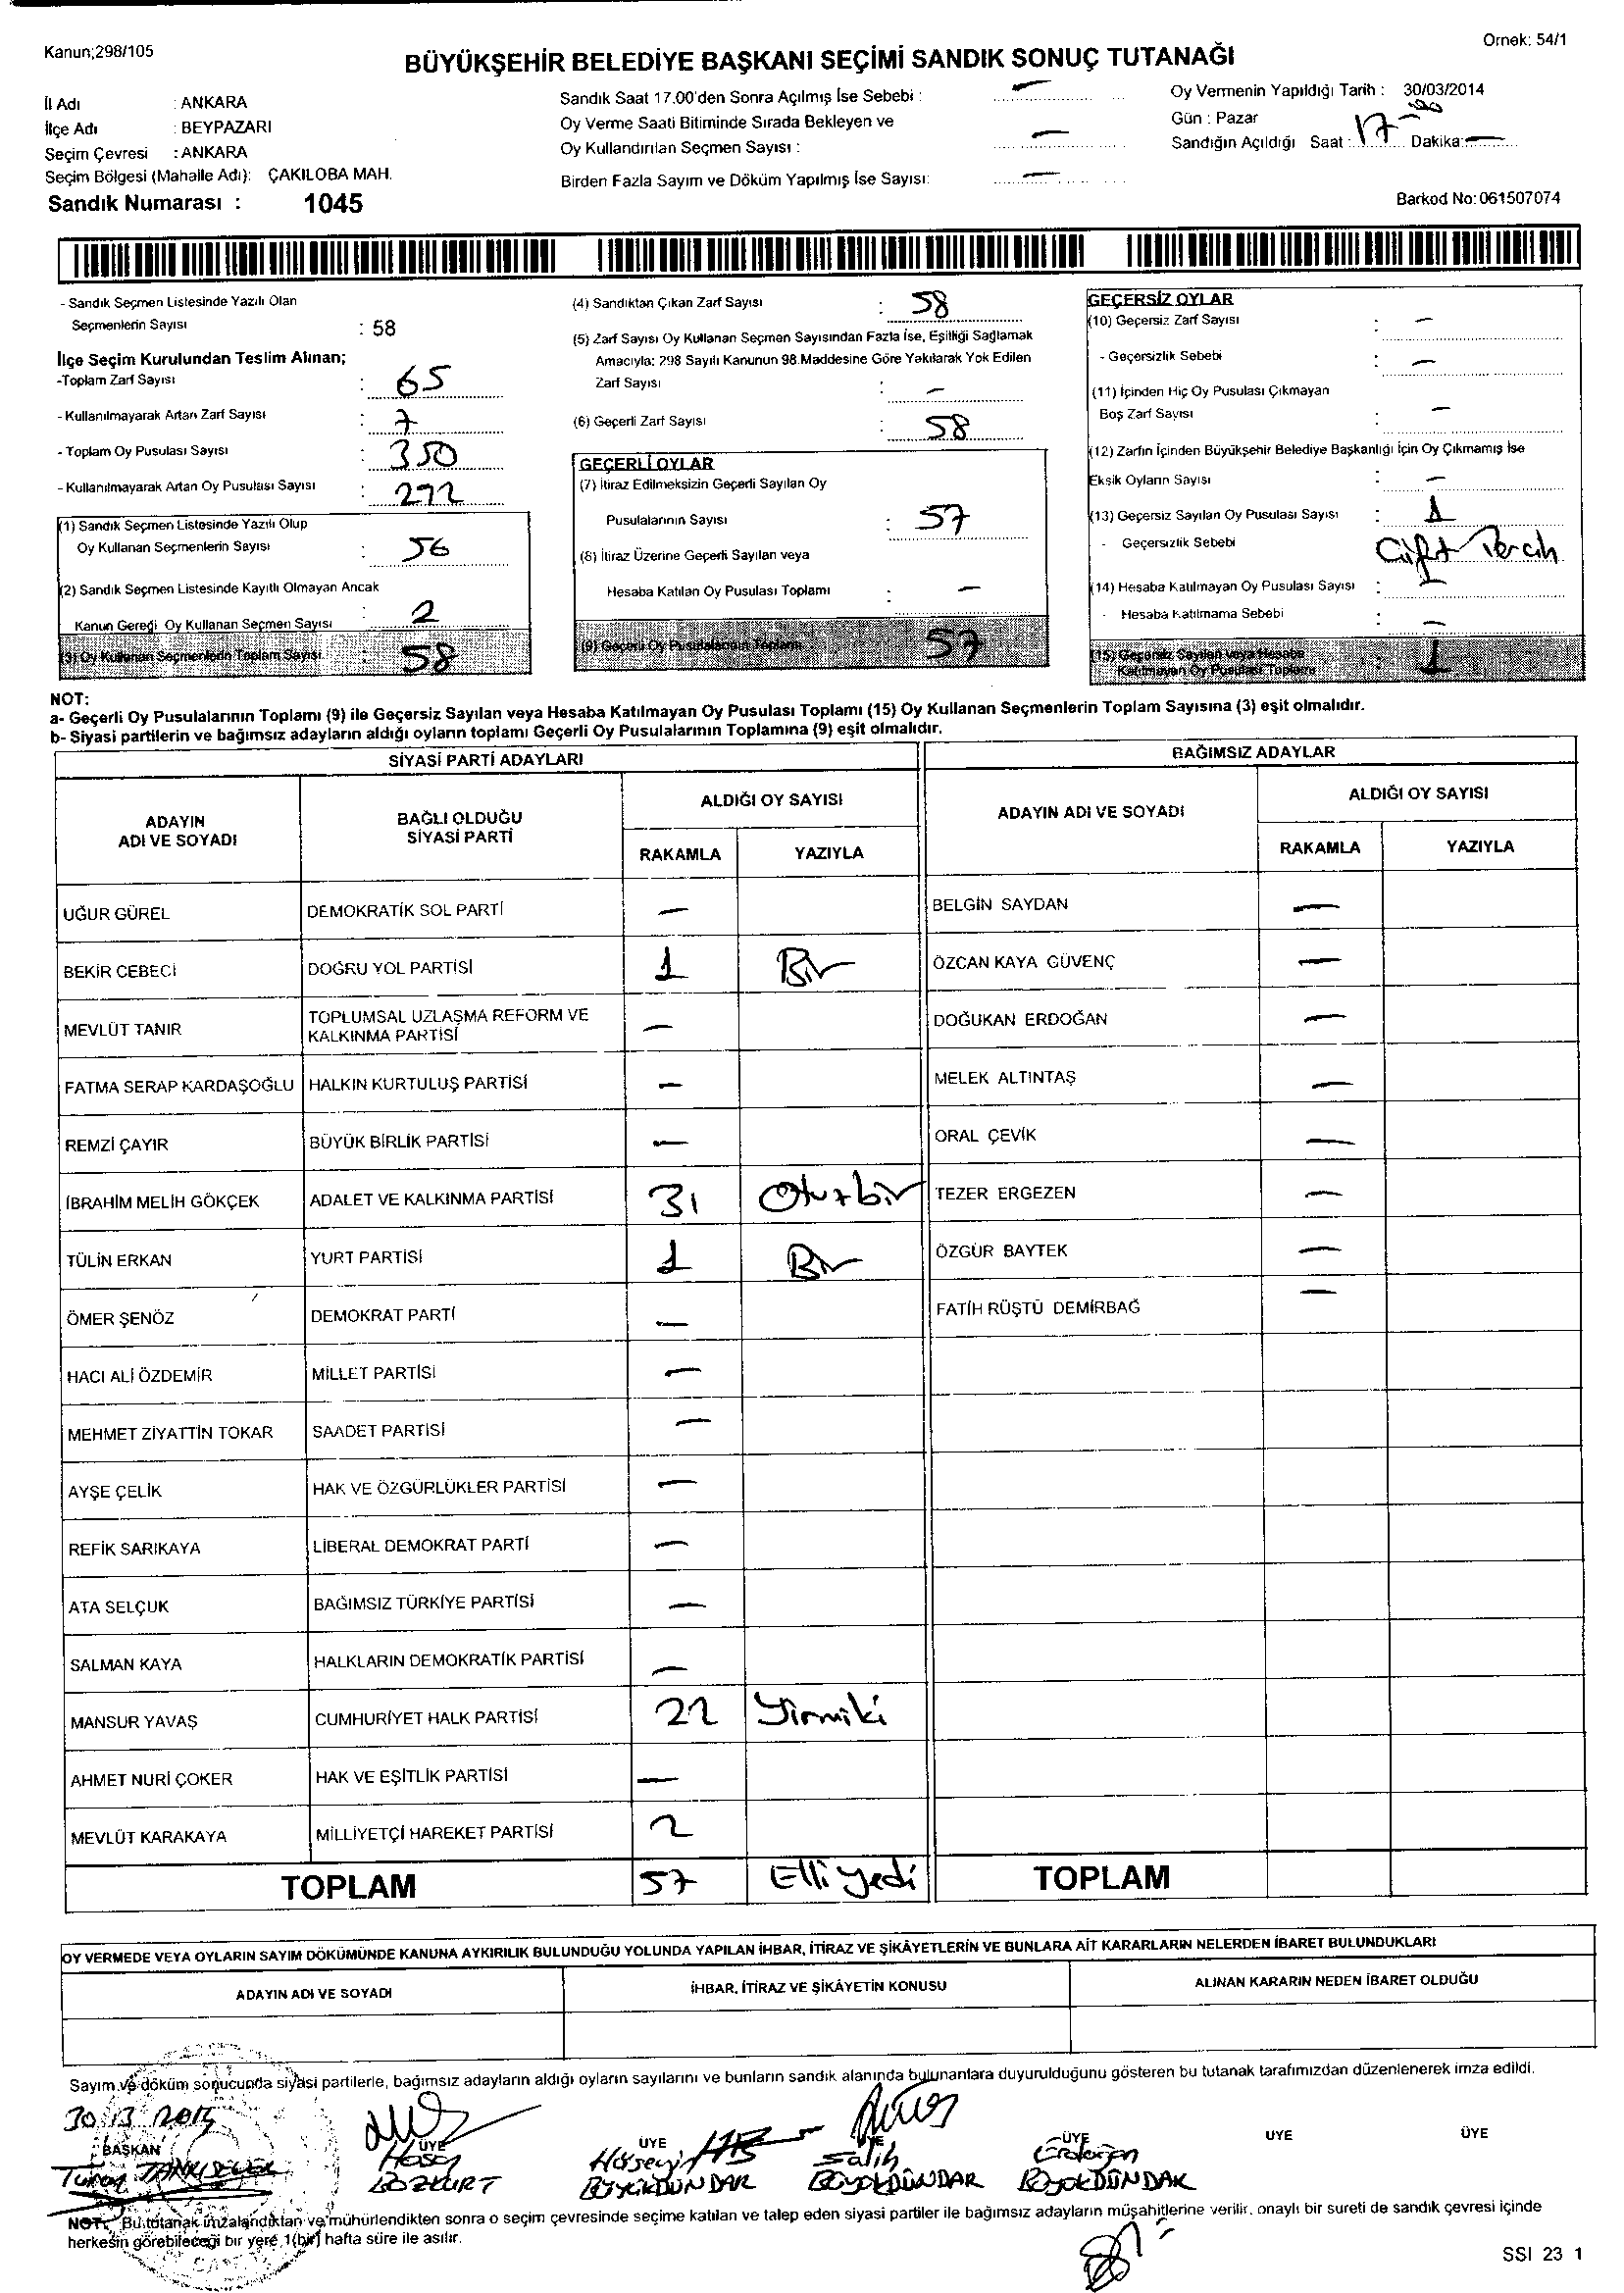 Kanun;298/105
Ornek: 54/1
BÜYÜKŞEHİR BELEDİYE BAŞKANI SEÇİMİ SANDIK SONUÇ TUTANAĞI
İl Adı : ANKARA
İlçe Adı : BEYPAZARI
Seçim Çevresi : ANKARA
Seçim Bölgesi (Mahalle Adı): ÇAKILOBA MAH.
Sandık Numarası : 1045
Sandık Saat 17.00'den Sonra Açılmış İse Sebebi : —
Oy Verme Saati Bitiminde Sırada Bekleyen ve
Oy Kullandırılan Seçmen Sayısı : —
Birden Fazla Sayım ve Döküm Yapılmış İse Sayısı: —
Oy Vermenin Yapıldığı Tarih : 30/03/2014
Gün : Pazar
Sandığın Açıldığı Saat : 17-00 Dakika: —
Barkod No: 061507074
- Sandık Seçmen Listesinde Yazılı Olan
Seçmenlerin Sayısı : 58
İlçe Seçim Kurulundan Teslim Alınan;
-Toplam Zarf Sayısı : 65
- Kullanılmayarak Artan Zarf Sayısı : 7
- Toplam Oy Pusulası Sayısı : 350
- Kullanılmayarak Artan Oy Pusulası Sayısı : 292
(1) Sandık Seçmen Listesinde Yazılı Olup
Oy Kullanan Seçmenlerin Sayısı : 56
(2) Sandık Seçmen Listesinde Kayıtlı Olmayan Ancak
Kanun Gereği Oy Kullanan Seçmen Sayısı : 2
(3) Oy Kullanan Seçmenlerin Toplam Sayısı : 58
(4) Sandıktan Çıkan Zarf Sayısı : 58
(5) Zarf Sayısı Oy Kullanan Seçmen Sayısından Fazla İse, Eşitliği Sağlamak
Amacıyla; 298 Sayılı Kanunun 98.Maddesine Göre Yakılarak Yok Edilen
Zarf Sayısı : —
(6) Geçerli Zarf Sayısı : 58
GEÇERLİ OYLAR
(7) İtiraz Edilmeksizin Geçerli Sayılan Oy
Pusulalarının Sayısı : 57
(8) İtiraz Üzerine Geçerli Sayılan veya
Hesaba Katılan Oy Pusulası Toplamı : —
(9) Geçerli Oy Pusulalarının Toplamı 57
GEÇERSİZ OYLAR
(10) Geçersiz Zarf Sayısı : —
- Geçersizlik Sebebi : —
(11) İçinden Hiç Oy Pusulası Çıkmayan
Boş Zarf Sayısı : —
(12) Zarfın İçinden Büyükşehir Belediye Başkanlığı İçin Oy Çıkmamış İse
Eksik Oyların Sayısı : —
(13) Geçersiz Sayılan Oy Pusulası Sayısı : 1
- Geçersizlik Sebebi Çift Tercih
(14) Hesaba Katılmayan Oy Pusulası Sayısı : —
- Hesaba Katılmama Sebebi : —
(15) Geçersiz Sayılan veya Hesaba
Katılmayan Oy Pusulası Toplamı 1
NOT:
a- Geçerli Oy Pusulalarının Toplamı (9) ile Geçersiz Sayılan veya Hesaba Katılmayan Oy Pusulası Toplamı (15) Oy Kullanan Seçmenlerin Toplam Sayısına (3) eşit olmalıdır.
b- Siyasi partilerin ve bağımsız adayların aldığı oyların toplamı Geçerli Oy Pusulalarının Toplamına (9) eşit olmalıdır.
SİYASİ PARTİ ADAYLARI
BAĞIMSIZ ADAYLAR
ADAYIN
ADI VE SOYADI
BAĞLI OLDUĞU
SİYASİ PARTİ
ALDIĞI OY SAYISI
RAKAMLA YAZIYLA
ADAYIN ADI VE SOYADI
ALDIĞI OY SAYISI
RAKAMLA YAZIYLA
UĞUR GÜREL DEMOKRATİK SOL PARTİ — BELGİN SAYDAN —
BEKİR CEBECİ DOĞRU YOL PARTİSİ 1 Bir ÖZCAN KAYA GÜVENÇ —
MEVLÜT TANIR TOPLUMSAL UZLAŞMA REFORM VE
KALKINMA PARTİSİ — DOĞUKAN ERDOĞAN —
FATMA SERAP KARDAŞOĞLU HALKIN KURTULUŞ PARTİSİ — MELEK ALTINTAŞ —
REMZİ ÇAYIR BÜYÜK BİRLİK PARTİSİ — ORAL ÇEVİK —
İBRAHİM MELİH GÖKÇEK ADALET VE KALKINMA PARTİSİ 31 Otuzbir TEZER ERGEZEN —
TÜLİN ERKAN YURT PARTİSİ 1 Bir ÖZGÜR BAYTEK —
ÖMER ŞENÖZ DEMOKRAT PARTİ — FATİH RÜŞTÜ DEMİRBAĞ —
HACI ALİ ÖZDEMİR MİLLET PARTİSİ —
MEHMET ZİYATTİN TOKAR SAADET PARTİSİ —
AYŞE ÇELİK HAK VE ÖZGÜRLÜKLER PARTİSİ —
REFİK SARIKAYA LİBERAL DEMOKRAT PARTİ —
ATA SELÇUK BAĞIMSIZ TÜRKİYE PARTİSİ —
SALMAN KAYA HALKLARIN DEMOKRATİK PARTİSİ —
MANSUR YAVAŞ CUMHURİYET HALK PARTİSİ 22 Yirmiki
AHMET NURİ ÇOKER HAK VE EŞİTLİK PARTİSİ —
MEVLÜT KARAKAYA MİLLİYETÇİ HAREKET PARTİSİ 2
TOPLAM 57 Elli yedi TOPLAM
OY VERMEDE VEYA OYLARIN SAYIM DÖKÜMÜNDE KANUNA AYKIRILIK BULUNDUĞU YOLUNDA YAPILAN İHBAR, İTİRAZ VE ŞİKÂYETLERİN VE BUNLARA AİT KARARLARIN NELERDEN İBARET BULUNDUKLARI
ADAYIN ADI VE SOYADI İHBAR, İTİRAZ VE ŞİKÂYETİN KONUSU ALINAN KARARIN NEDEN İBARET OLDUĞU
Sayım ve döküm sonucunda siyasi partilerle, bağımsız adayların aldığı oyların sayılarını ve bunların sandık alanında bulunanlara duyurulduğunu gösteren bu tutanak tarafımızdan düzenlenerek imza edildi.
BAŞKAN ÜYE ÜYE ÜYE ÜYE ÜYE ÜYE
Hasan Hüseyin Salih Erdoğan
BOZKURT BÜYÜKDÜNDAR BÜYÜKDÜNDAR BÜYÜKDÜNDAR
NOT: Bu tutanak imzalandıktan ve mühürlendikten sonra o seçim çevresinde seçime katılan ve talep eden siyasi partiler ile bağımsız adayların müşahitlerine verilir. onaylı bir sureti de sandık çevresi içinde
herkesin görebileceği bir yere 1(bir) hafta süre ile asılır.
SSI 23 1